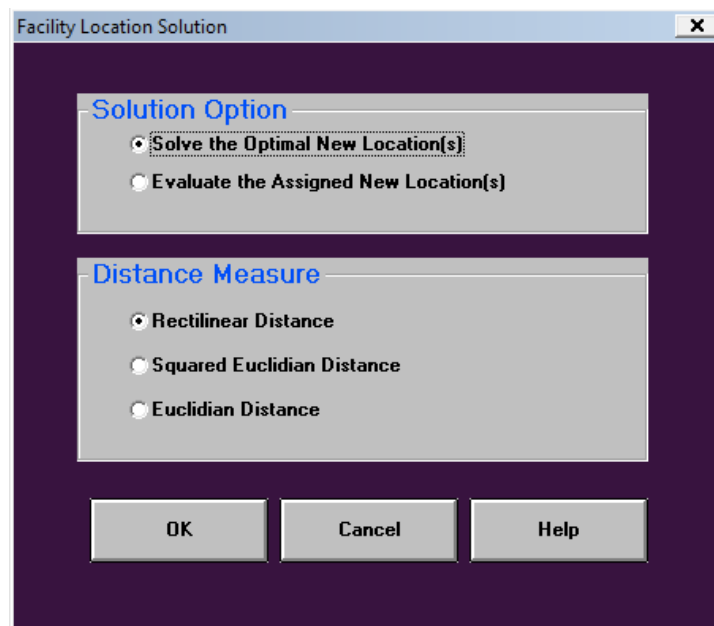 Facility Location Solution
Solution Option
Solve the Optimal New Location(s)
Evaluate the Assigned New Location(s)
Distance Measure
Rectilinear Distance
Squared Euclidian Distance
Euclidian Distance
OK
Cancel
Help